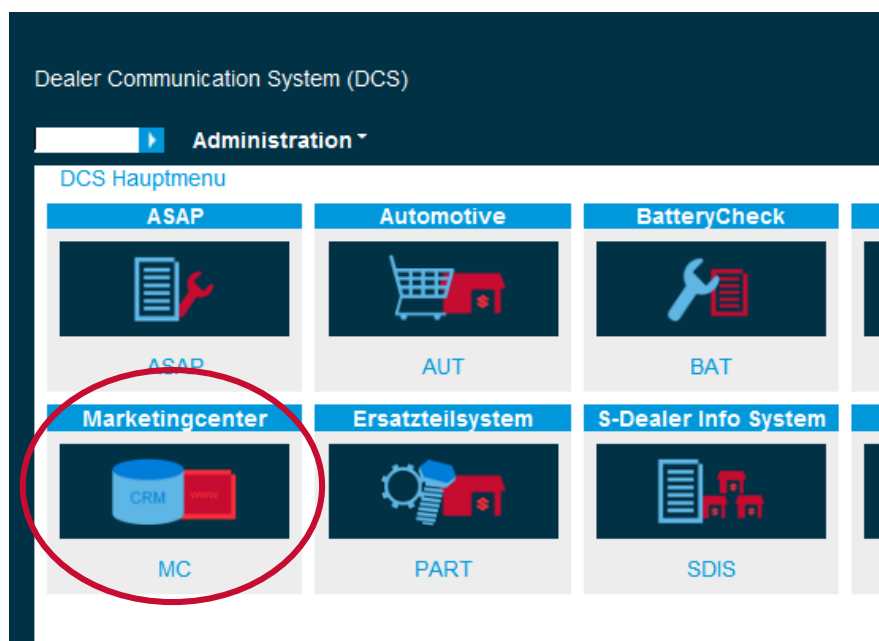 Dealer Communication System (DCS)
Administration
DCS Hauptmenu
ASAP Automotive BatteryCheck
ASAP AUT BAT
Marketingcenter Ersatzteilsystem S-Dealer Info System
CRM www
MC PART SDIS